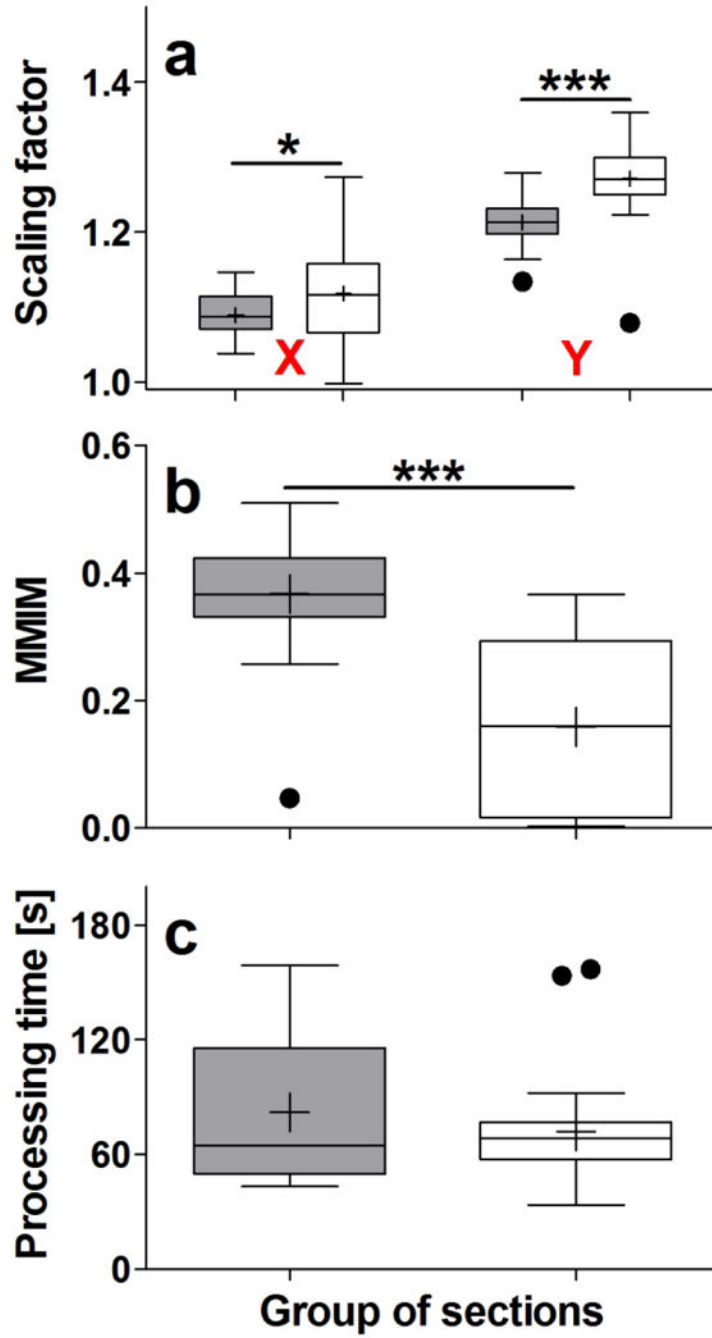 a
Scaling factor
1.4
1.2
1.0
*
***
X
Y
b
MMIM
0.6
0.4
0.2
0.0
***
c
Processing time [s]
180
120
60
0
Group of sections